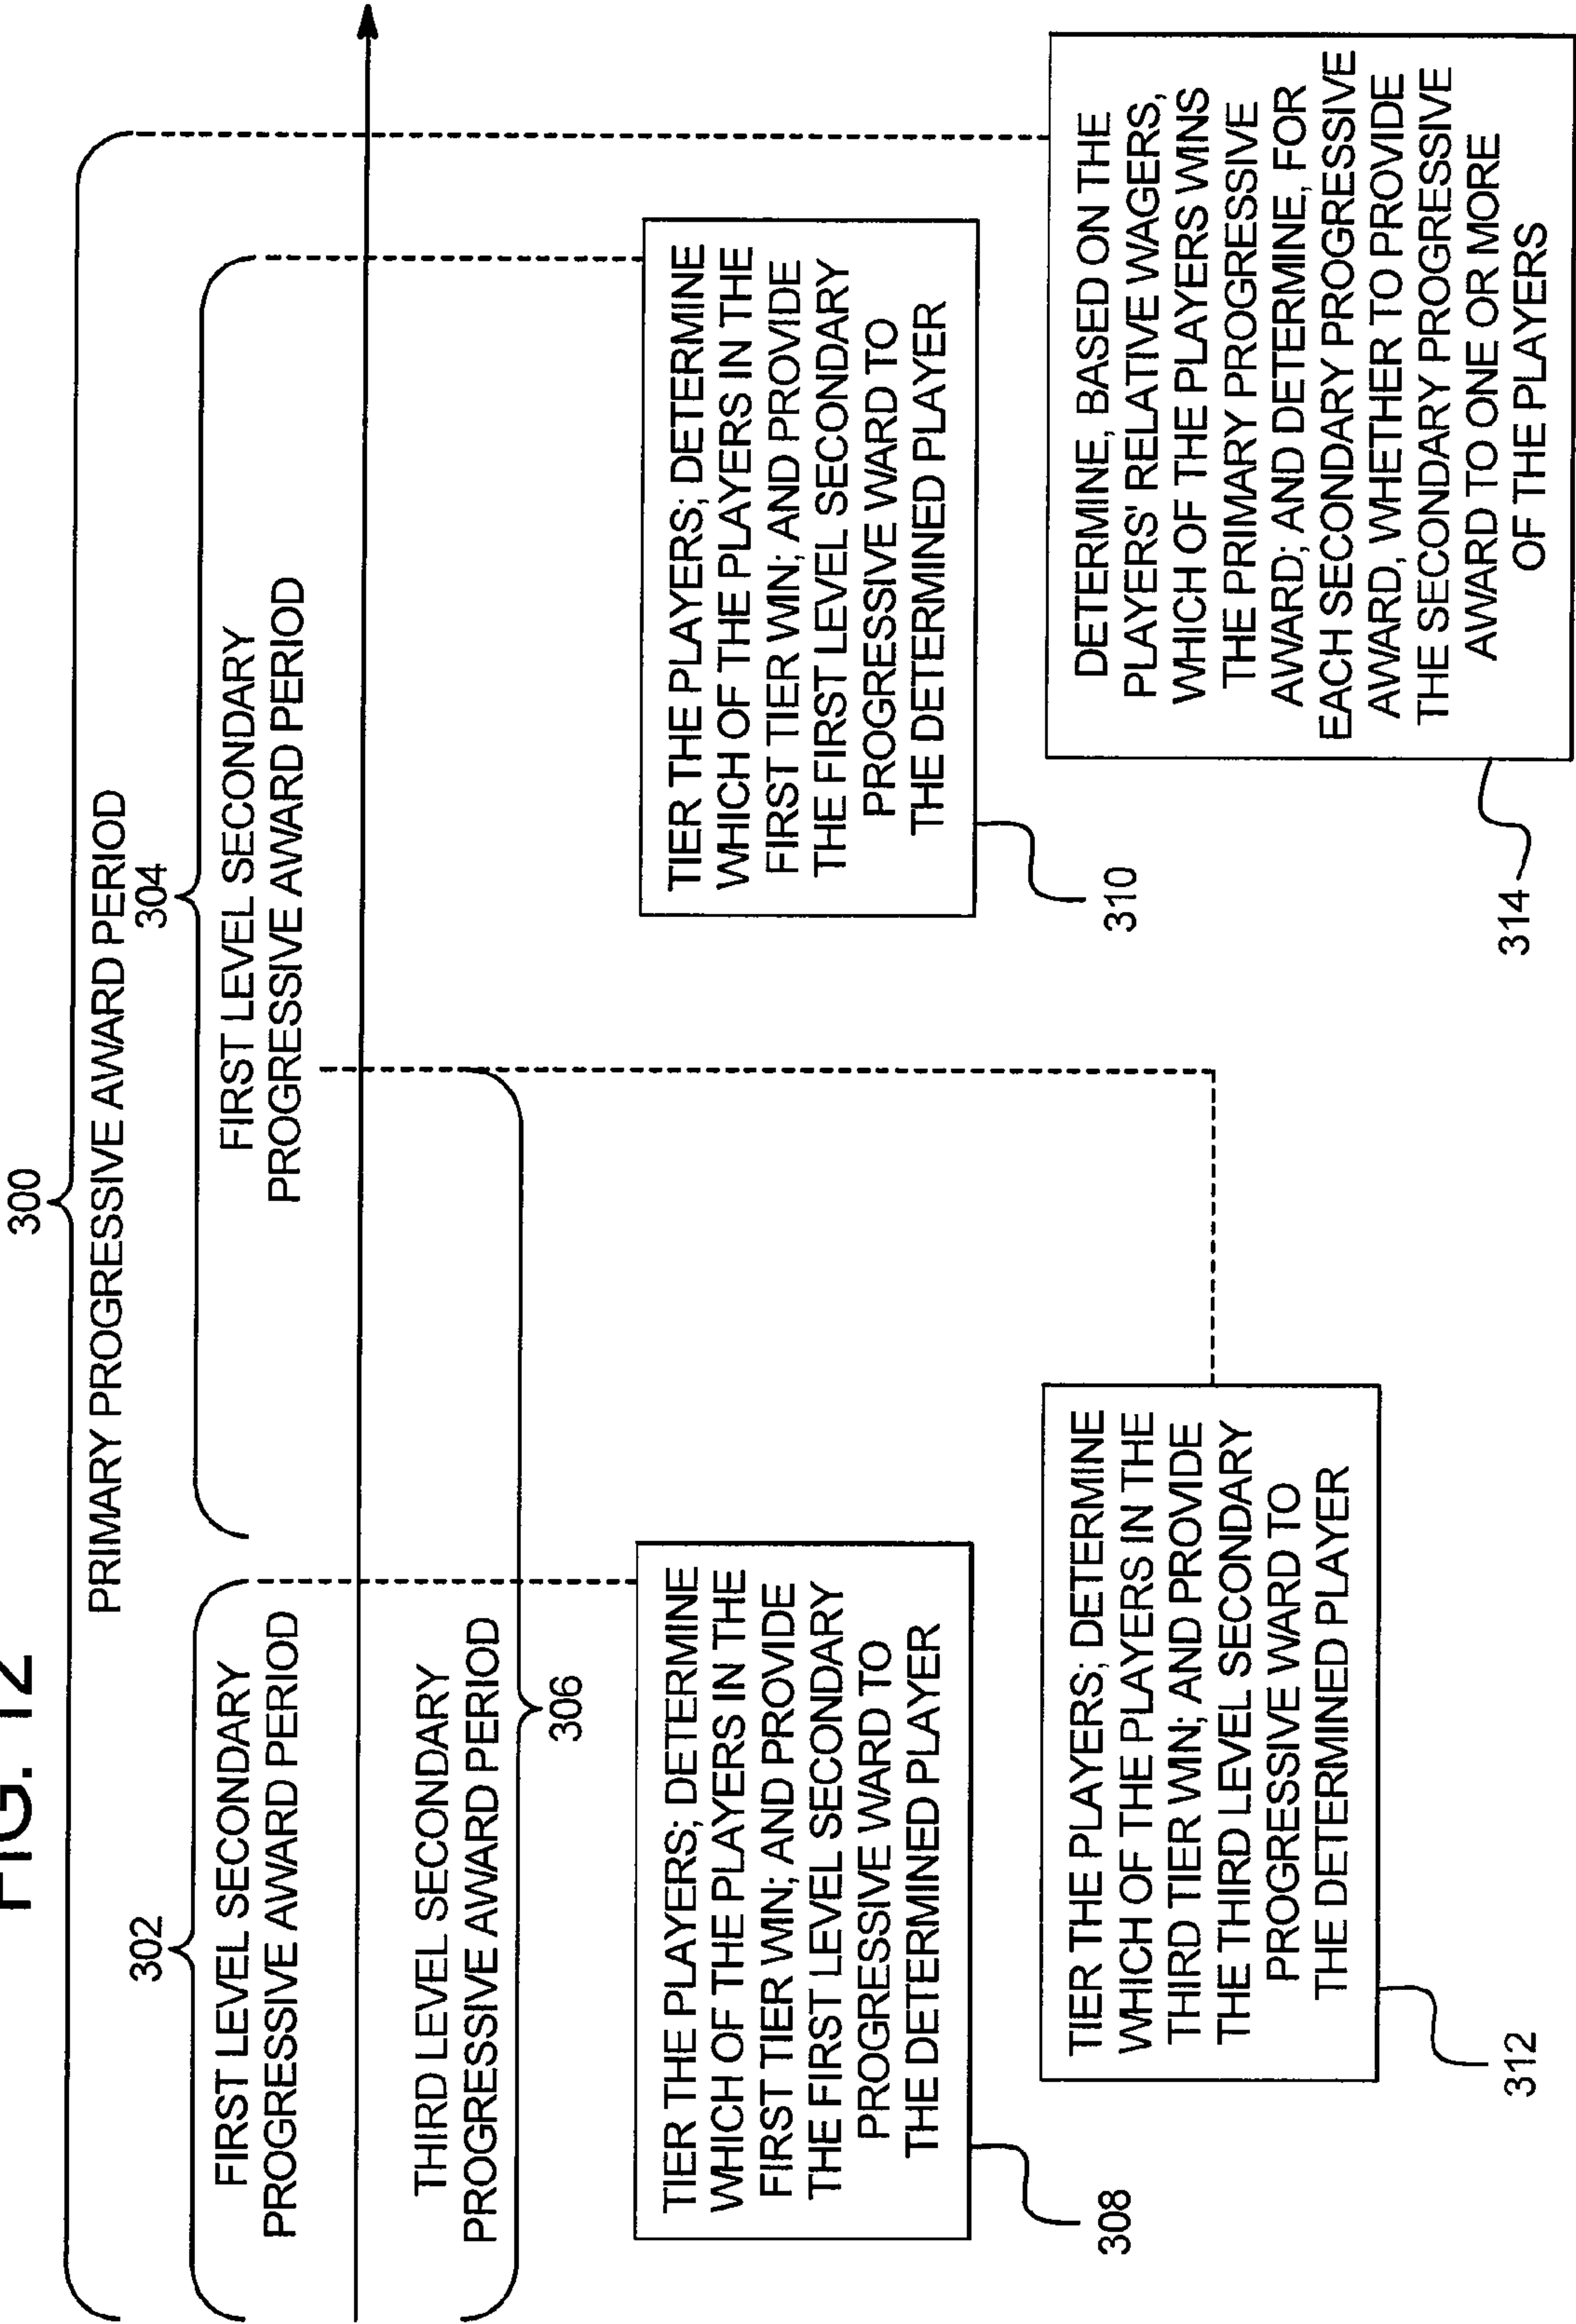 FIG. 12
300
PRIMARY PROGRESSIVE AWARD PERIOD
302
FIRST LEVEL SECONDARY
PROGRESSIVE AWARD PERIOD
304
FIRST LEVEL SECONDARY
PROGRESSIVE AWARD PERIOD
THIRD LEVEL SECONDARY
PROGRESSIVE AWARD PERIOD
306
TIER THE PLAYERS; DETERMINE
WHICH OF THE PLAYERS IN THE
FIRST TIER WIN; AND PROVIDE
THE FIRST LEVEL SECONDARY
PROGRESSIVE WARD TO
THE DETERMINED PLAYER
308
TIER THE PLAYERS; DETERMINE
WHICH OF THE PLAYERS IN THE
FIRST TIER WIN; AND PROVIDE
THE FIRST LEVEL SECONDARY
PROGRESSIVE WARD TO
THE DETERMINED PLAYER
310
TIER THE PLAYERS; DETERMINE
WHICH OF THE PLAYERS IN THE
THIRD TIER WIN; AND PROVIDE
THE THIRD LEVEL SECONDARY
PROGRESSIVE WARD TO
THE DETERMINED PLAYER
312
DETERMINE, BASED ON THE
PLAYERS' RELATIVE WAGERS,
WHICH OF THE PLAYERS WINS
THE PRIMARY PROGRESSIVE
AWARD; AND DETERMINE, FOR
EACH SECONDARY PROGRESSIVE
AWARD, WHETHER TO PROVIDE
THE SECONDARY PROGRESSIVE
AWARD TO ONE OR MORE
OF THE PLAYERS
314